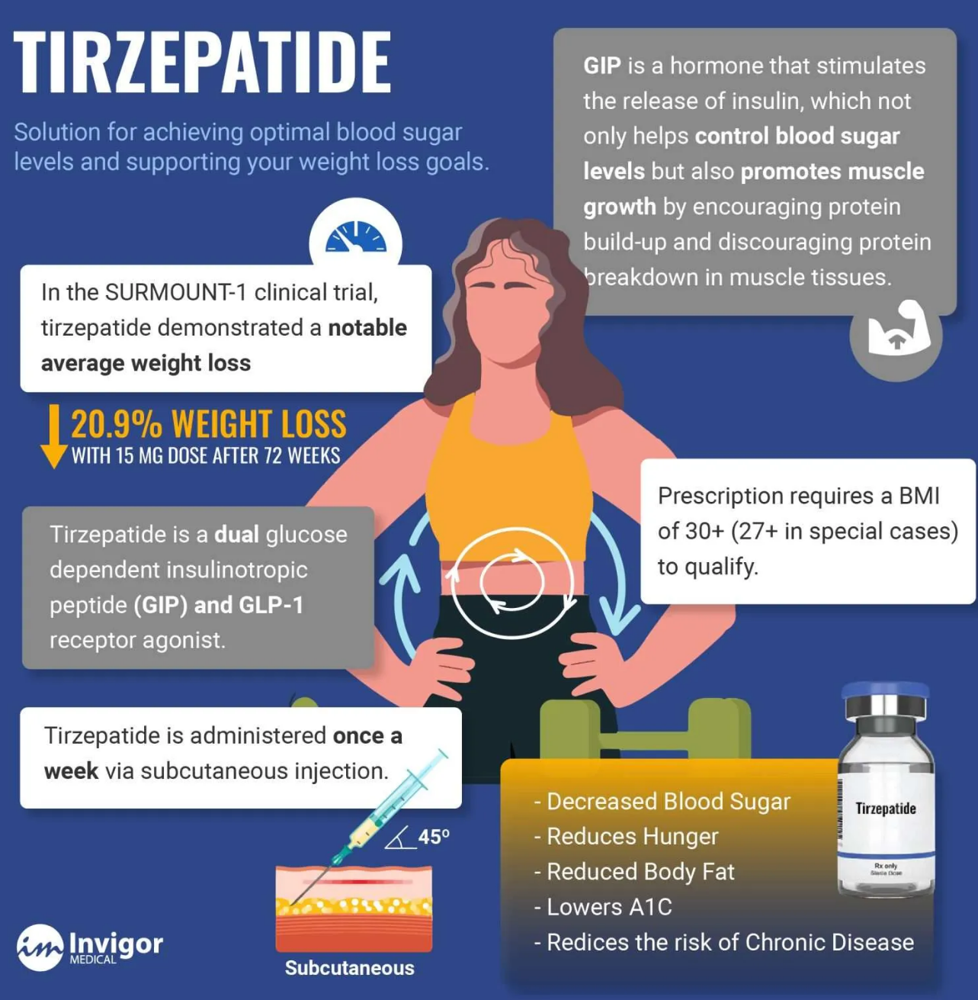 TIRZEPATIDE
Solution for achieving optimal blood sugar
levels and supporting your weight loss goals.
GIP is a hormone that stimulates
the release of insulin, which not
only helps control blood sugar
levels but also promotes muscle
growth by encouraging protein
build-up and discouraging protein
breakdown in muscle tissues.
In the SURMOUNT-1 clinical trial,
tirzepatide demonstrated a notable
average weight loss
20.9% WEIGHT LOSS
WITH 15 MG DOSE AFTER 72 WEEKS
Prescription requires a BMI
of 30+ (27+ in special cases)
to qualify.
Tirzepatide is a dual glucose
dependent insulinotropic
peptide (GIP) and GLP-1
receptor agonist.
Tirzepatide is administered once a
week via subcutaneous injection.
45º
Subcutaneous
- Decreased Blood Sugar
- Reduces Hunger
- Reduced Body Fat
- Lowers A1C
- Redices the risk of Chronic Disease
Tirzepatide
Rx only
im Invigor
MEDICAL